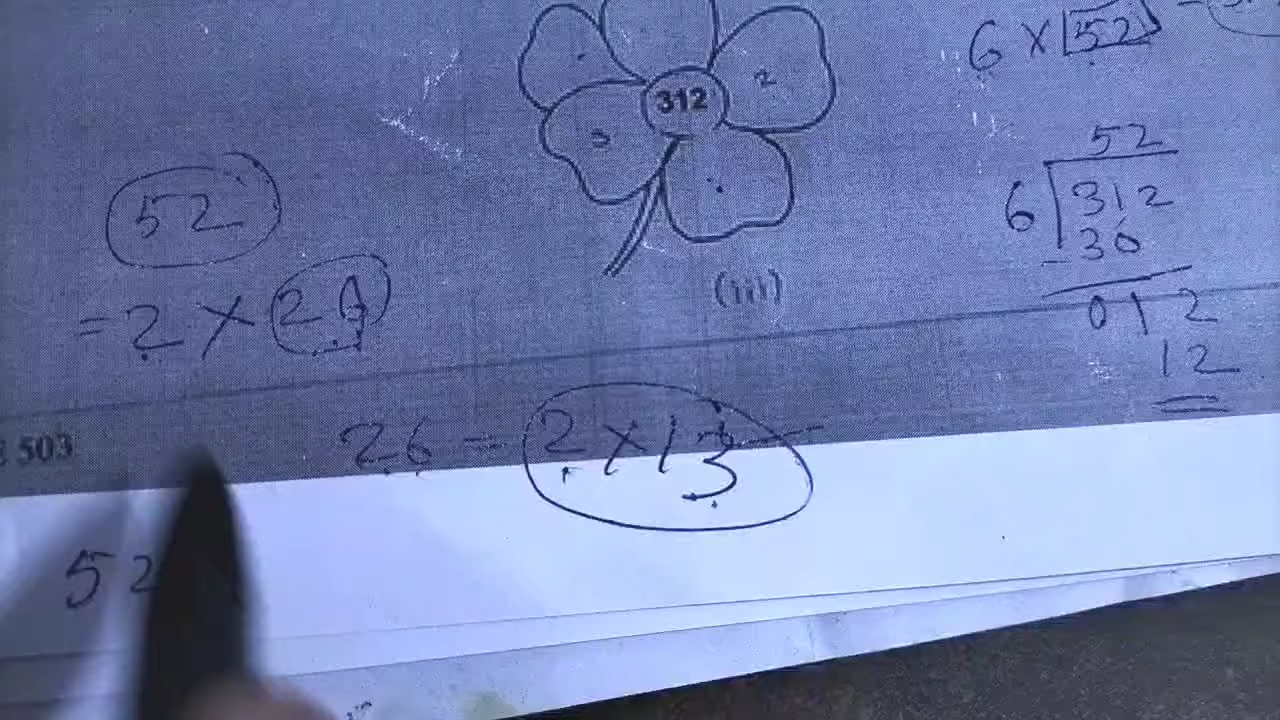 6 × 52
2
312
3
52
6 312
- 30
012
12
52
= 2 × 26
(iii)
26 = 2 × 13
503
52